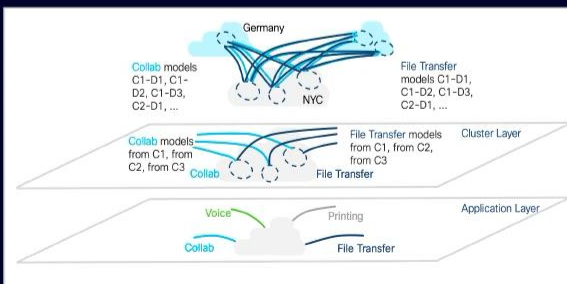 Germany
Collab models
C1-D1, C1-
D2, C1-D3,
C2-D1, ...
File Transfer
models C1-D1,
C1-D2, C1-D3,
C2-D1, ...
NYC
Collab models
from C1, from
C2, from C3
Collab
File Transfer models
from C1, from C2,
from C3
File Transfer
Cluster Layer
Voice
Printing
Application Layer
Collab
File Transfer